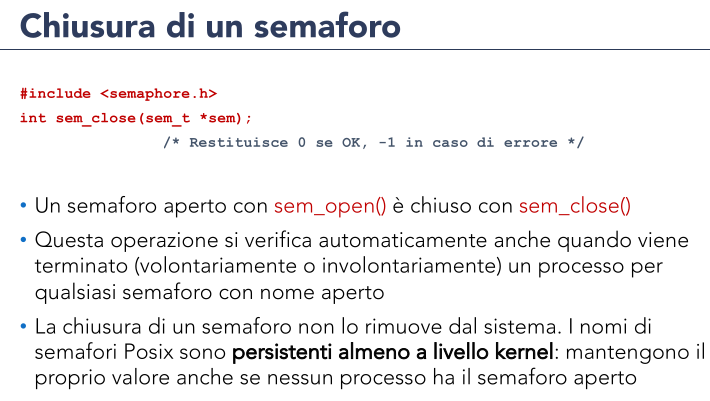 Chiusura di un semaforo
#include <semaphore.h>
int sem_close(sem_t *sem);
/* Restituisce 0 se OK, -1 in caso di errore */
• Un semaforo aperto con sem_open() è chiuso con sem_close()
• Questa operazione si verifica automaticamente anche quando viene
terminato (volontariamente o involontariamente) un processo per
qualsiasi semaforo con nome aperto
• La chiusura di un semaforo non lo rimuove dal sistema. I nomi di
semafori Posix sono persistenti almeno a livello kernel: mantengono il
proprio valore anche se nessun processo ha il semaforo aperto